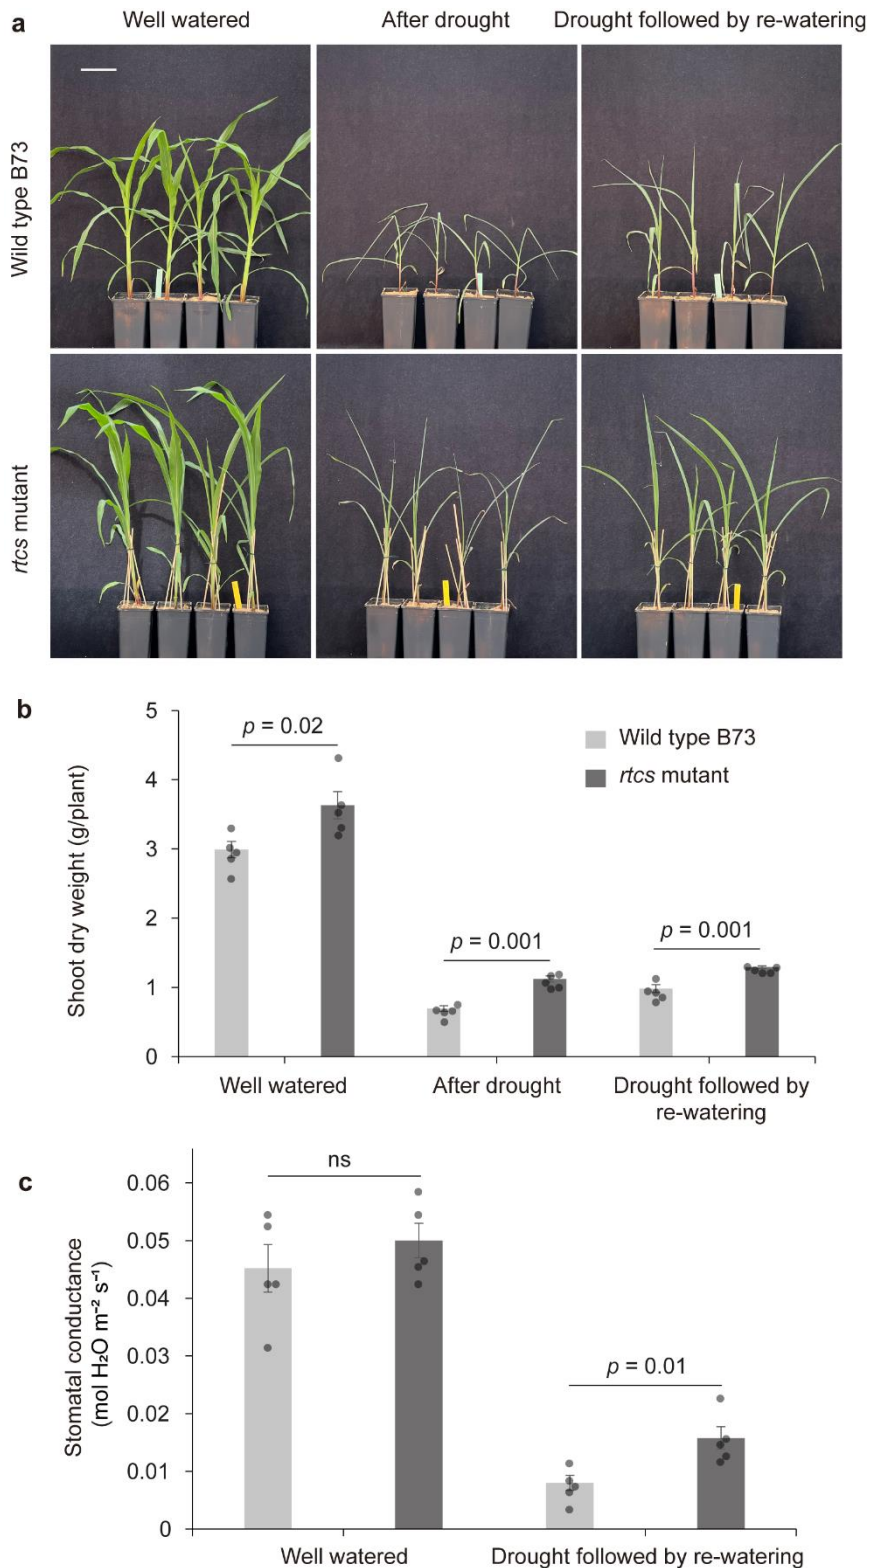 a
Well watered
After drought
Drought followed by re-watering
Wild type B73
rtcs mutant
b
Shoot dry weight (g/plant)
5
4
3
2
1
0
p = 0.02
p = 0.001
p = 0.001
Wild type B73
rtcs mutant
Well watered
After drought
Drought followed by
re-watering
c
Stomatal conductance
(mol H₂O m⁻² s⁻¹)
0.06
0.05
0.04
0.03
0.02
0.01
0
ns
p = 0.01
Well watered
Drought followed by re-watering